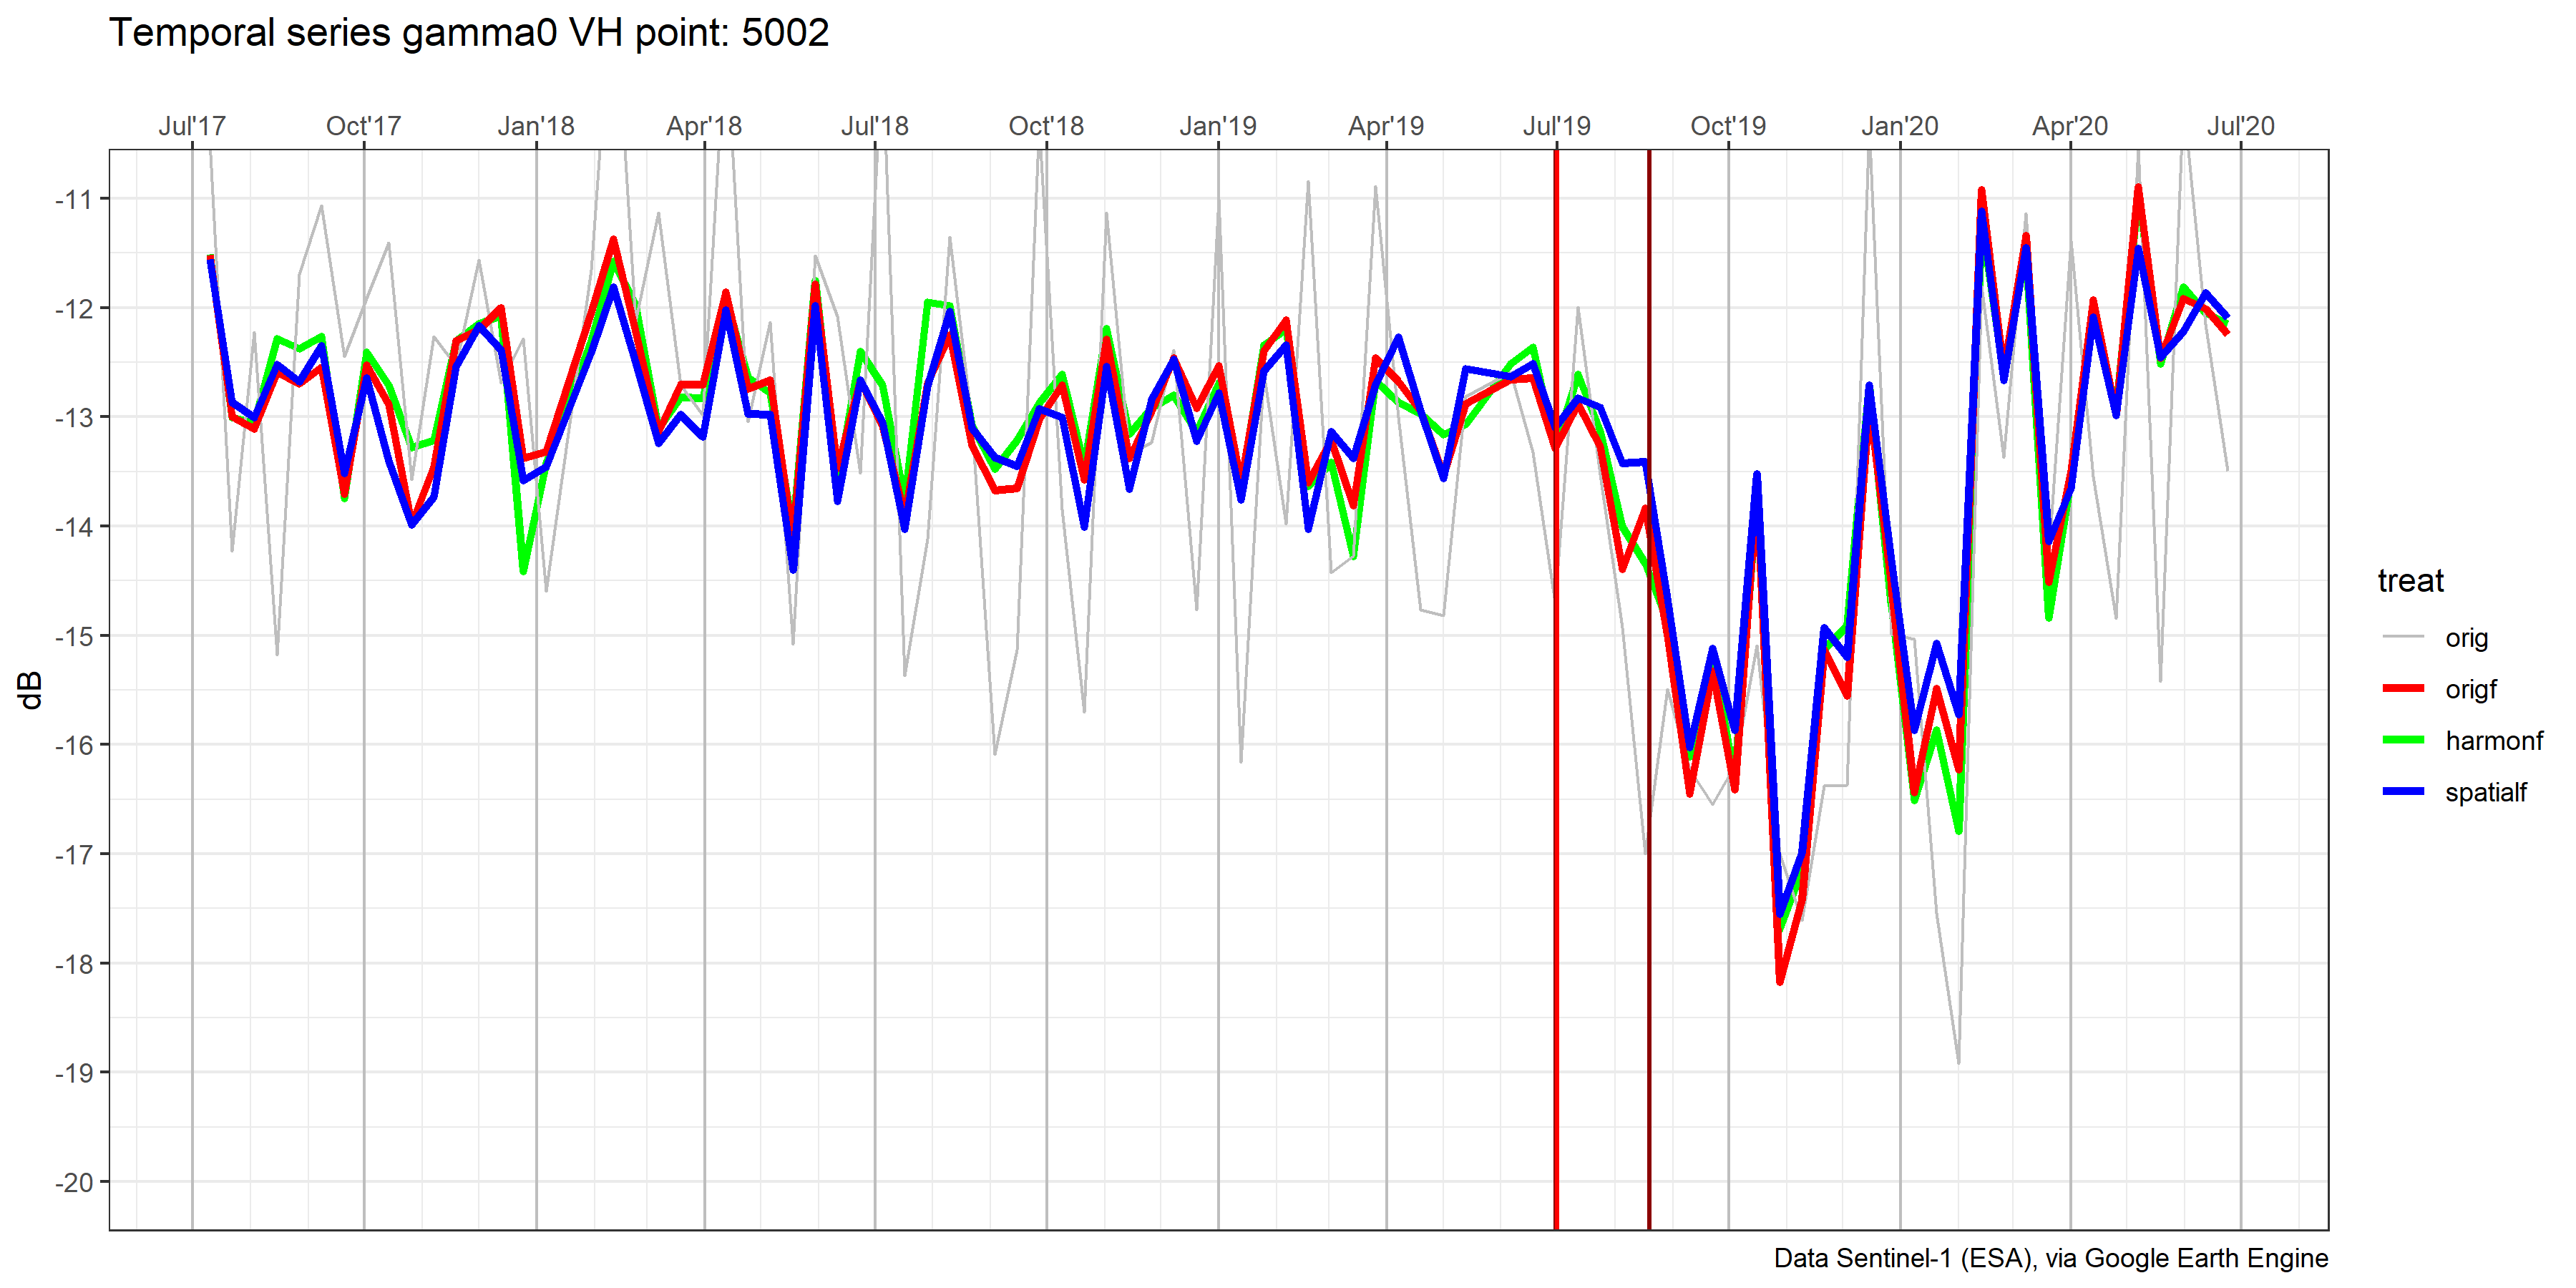 Temporal series gamma0 VH point: 5002
Jul'17 Oct'17 Jan'18 Apr'18 Jul'18 Oct'18 Jan'19 Apr'19 Jul'19 Oct'19 Jan'20 Apr'20 Jul'20
-11
-12
-13
-14
-15
-16
-17
-18
-19
-20
dB
treat
orig
origf
harmonf
spatialf
Data Sentinel-1 (ESA), via Google Earth Engine